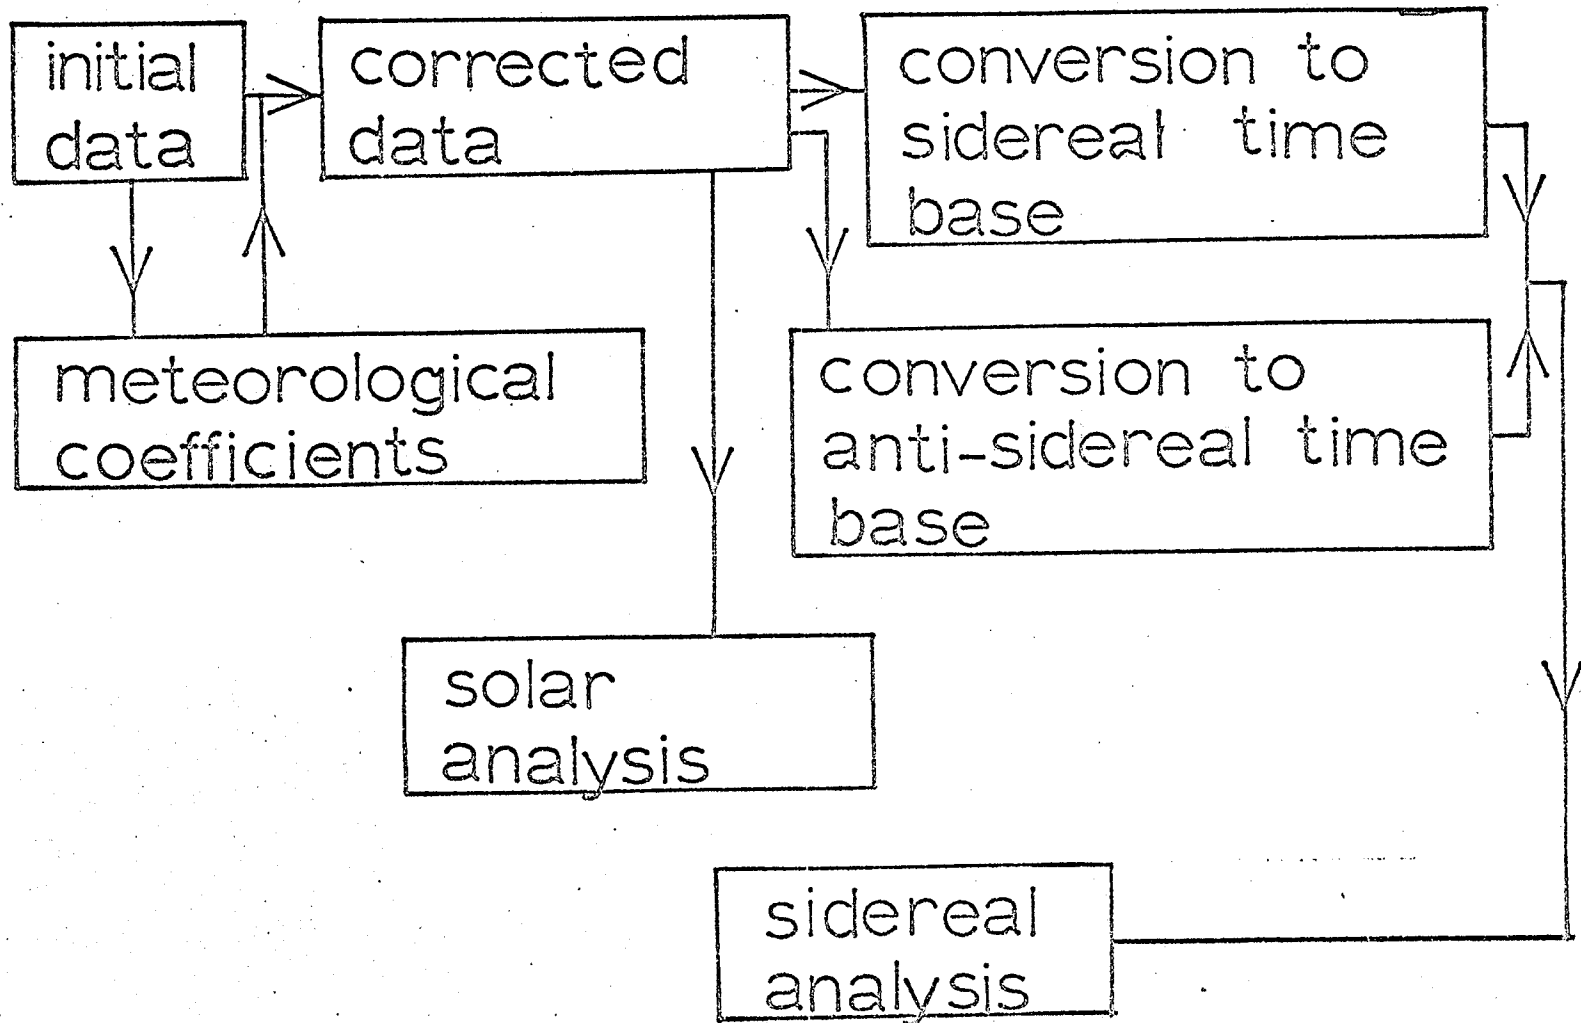 initial
data
corrected
data
conversion to
sidereal time
base
meteorological
coefficients
conversion to
anti-sidereal time
base
solar
analysis
sidereal
analysis